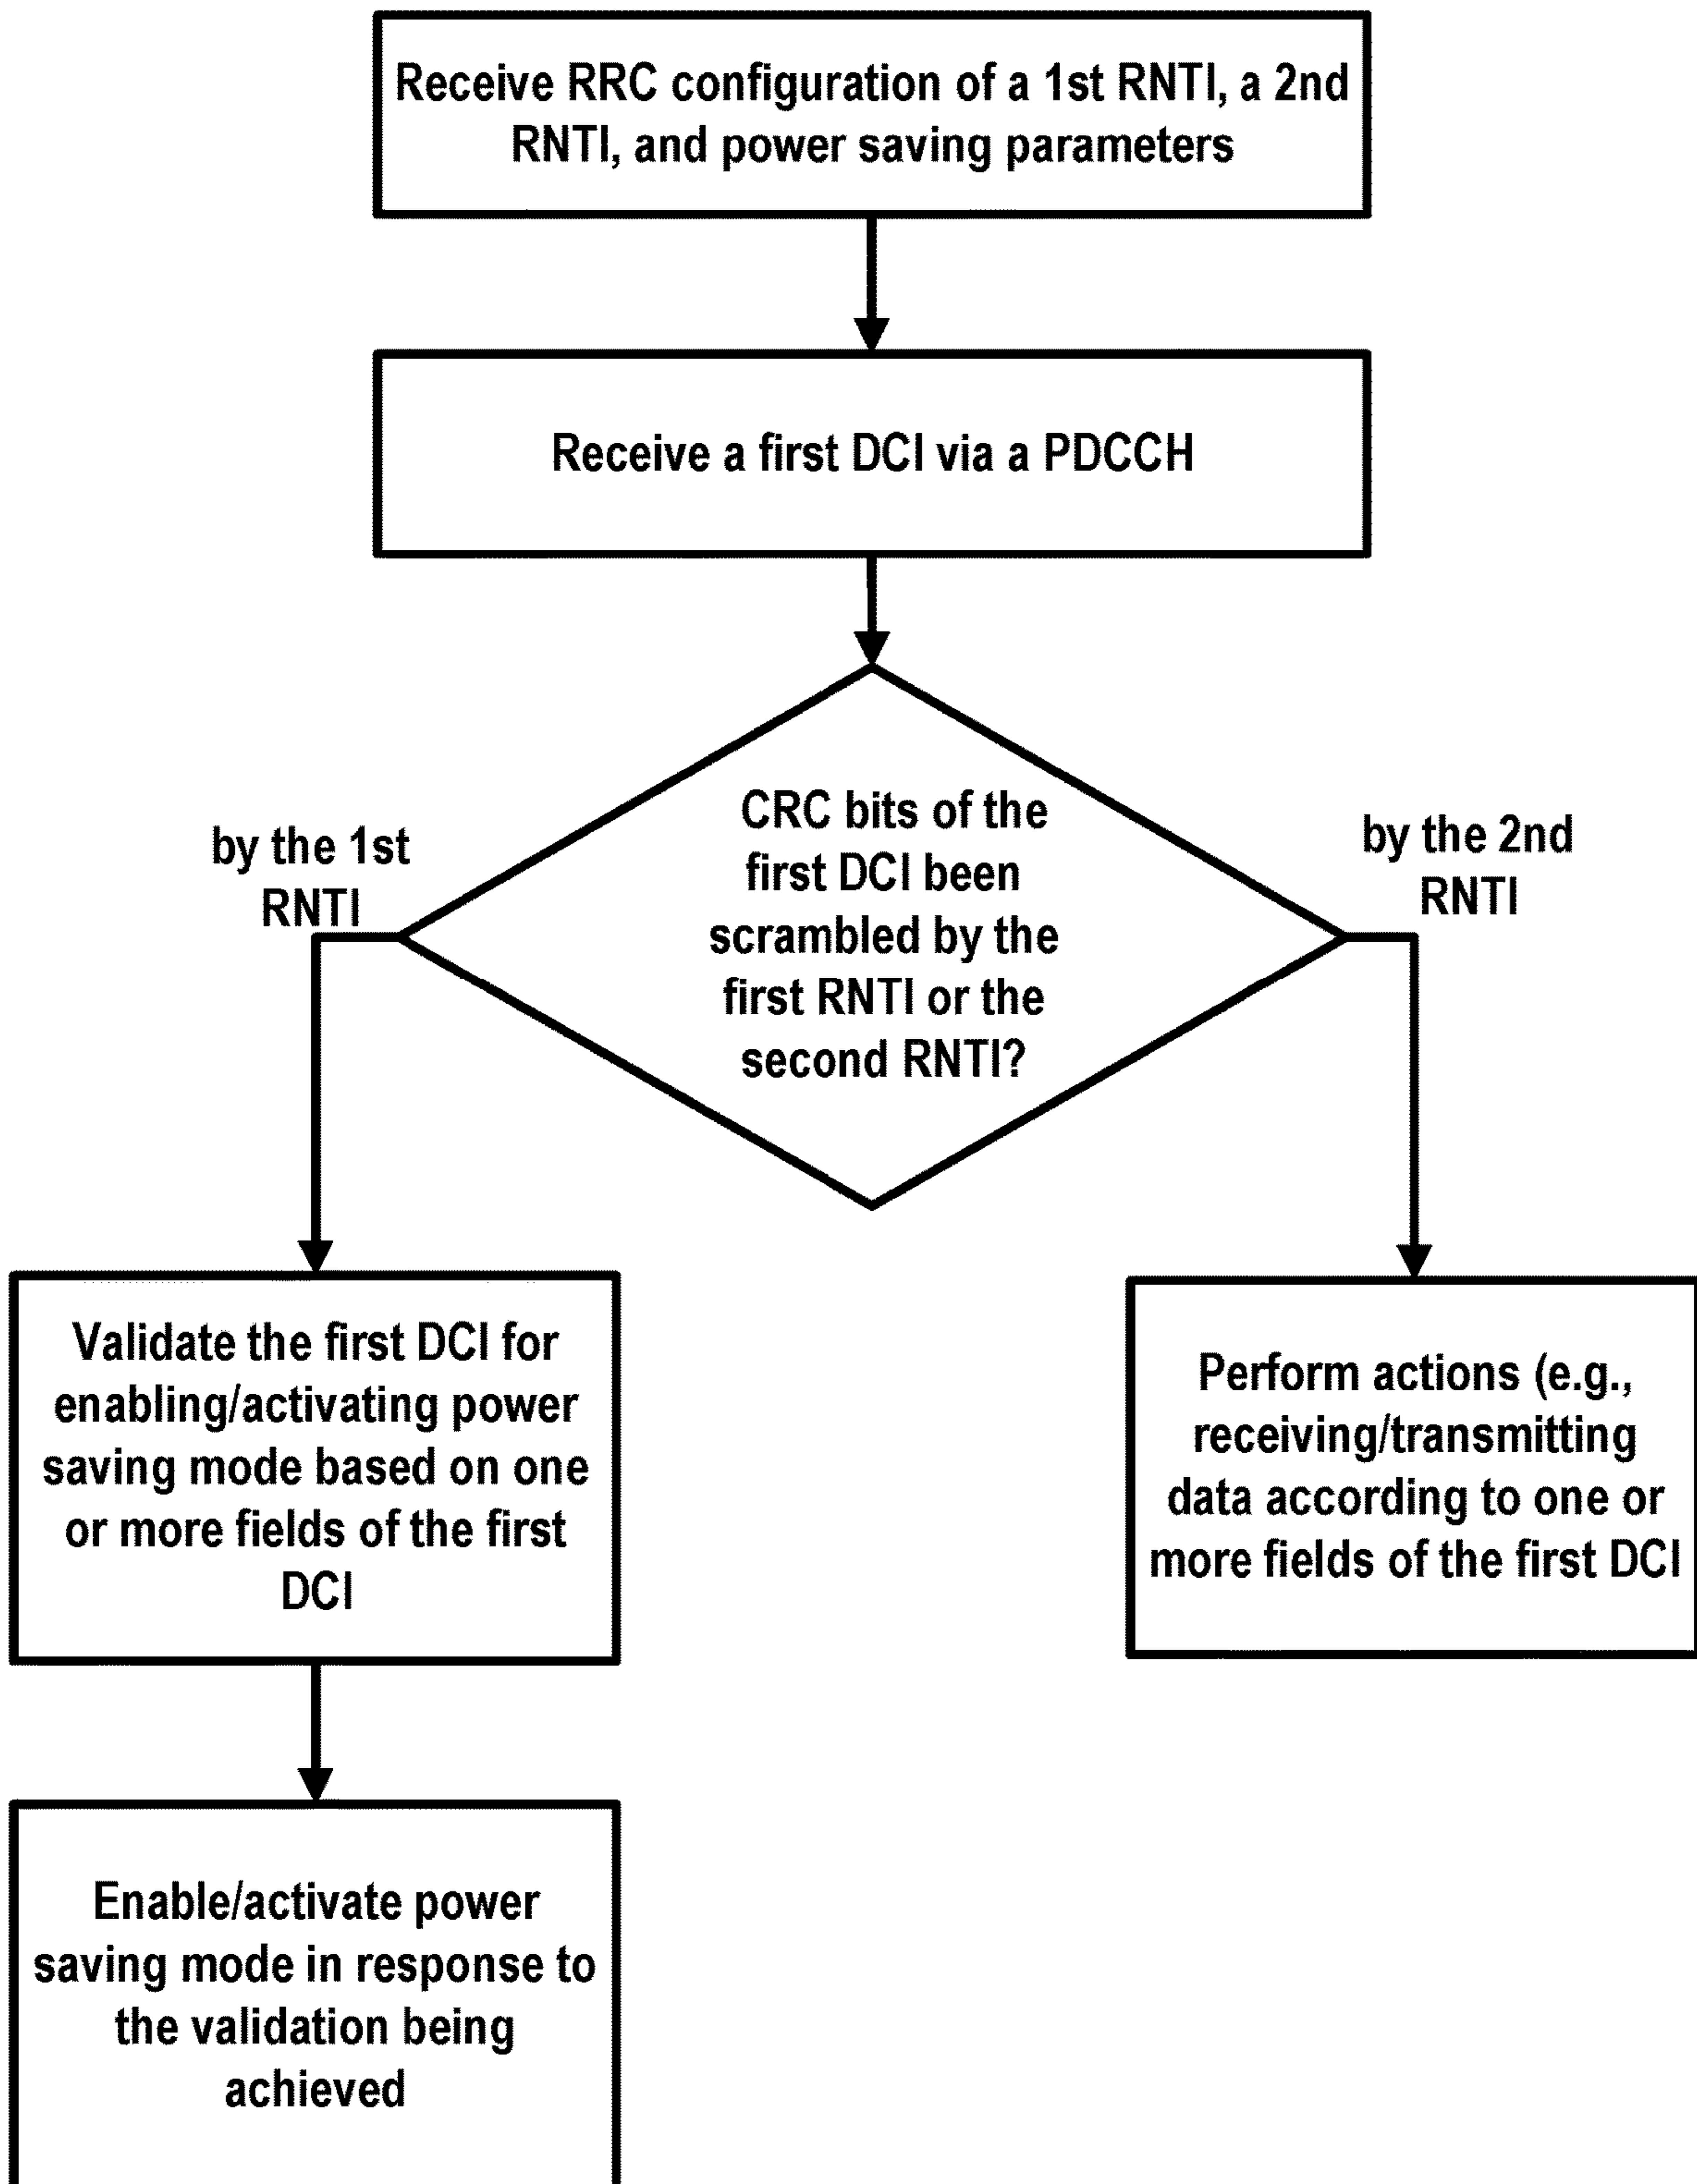 Receive RRC configuration of a 1st RNTI, a 2nd
RNTI, and power saving parameters
Receive a first DCI via a PDCCH
CRC bits of the
first DCI been
scrambled by the
first RNTI or the
second RNTI?
by the 1st
RNTI
by the 2nd
RNTI
Validate the first DCI for
enabling/activating power
saving mode based on one
or more fields of the first
DCI
Perform actions (e.g.,
receiving/transmitting
data according to one or
more fields of the first DCI
Enable/activate power
saving mode in response to
the validation being
achieved